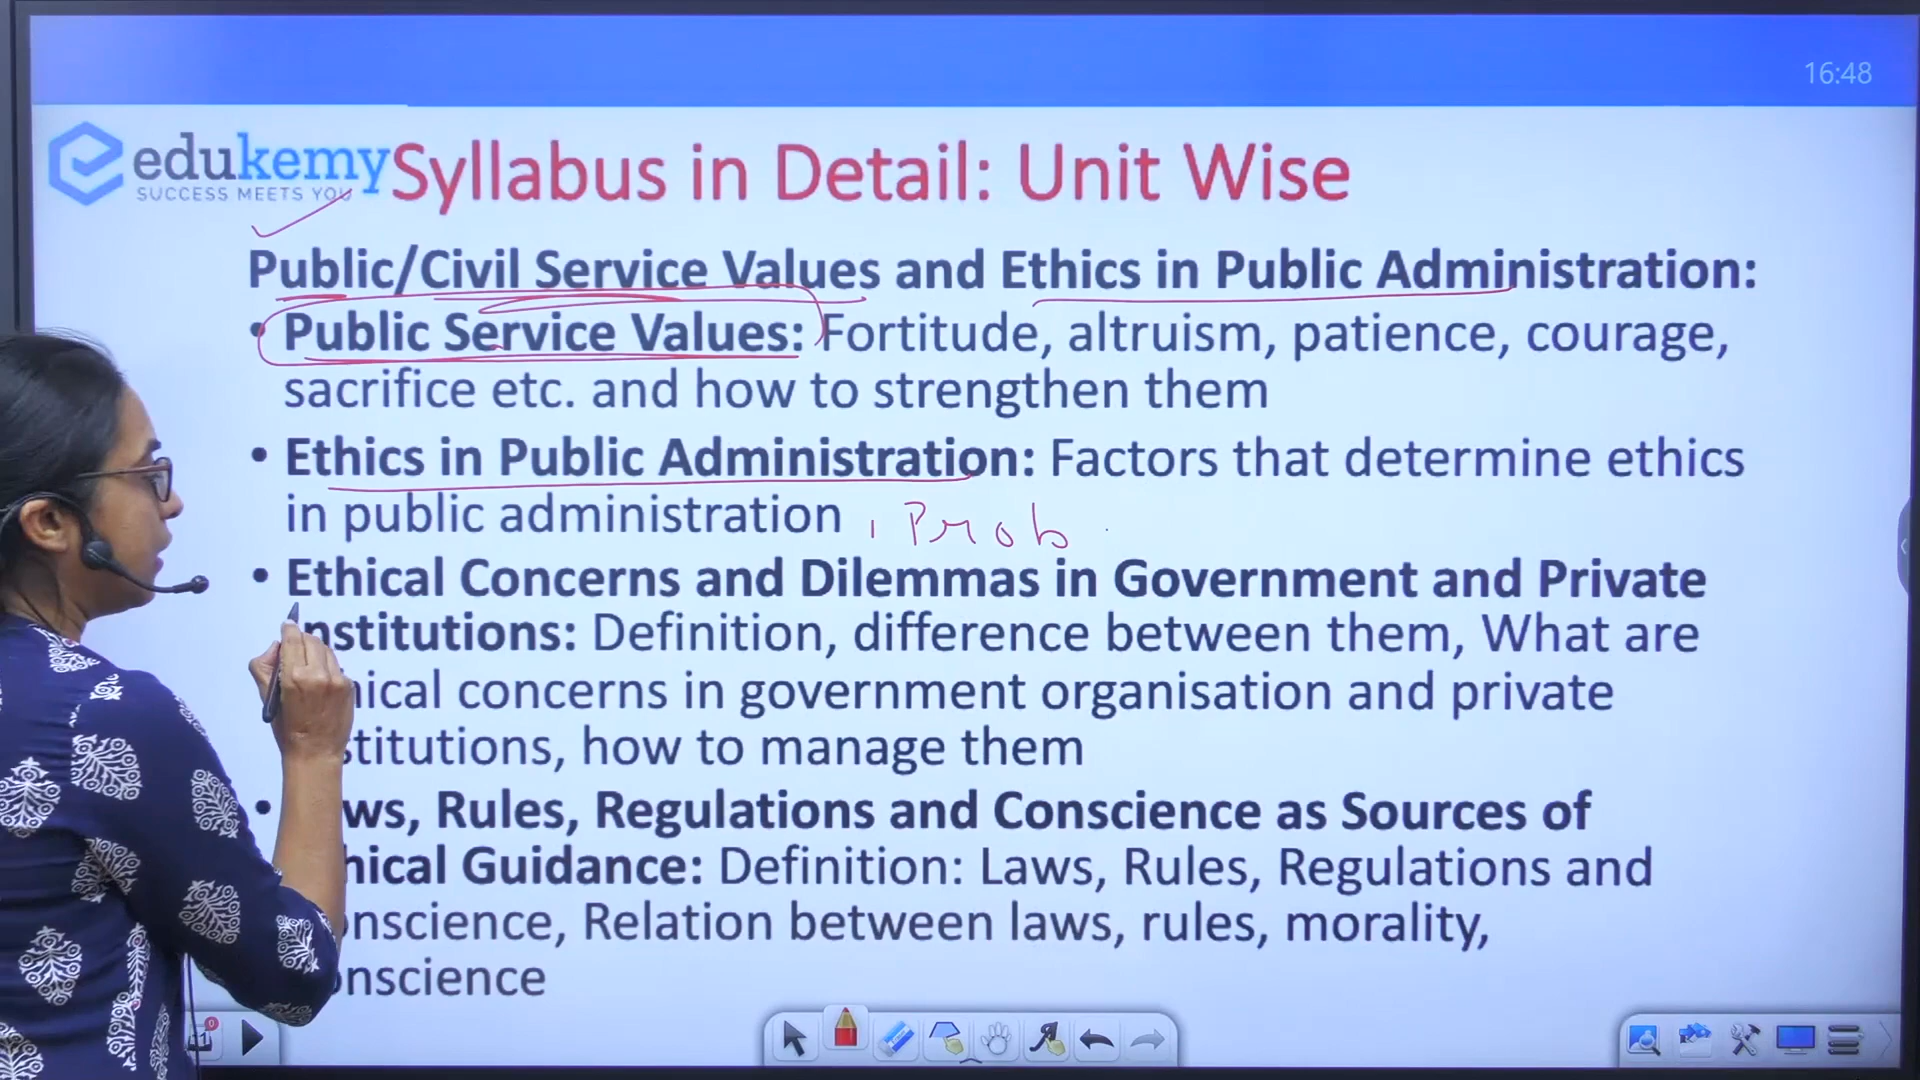 16:48
edukemy
SUCCESS MEETS YOU
Syllabus in Detail: Unit Wise
Public/Civil Service Values and Ethics in Public Administration:
• Public Service Values: Fortitude, altruism, patience, courage,
sacrifice etc. and how to strengthen them
• Ethics in Public Administration: Factors that determine ethics
in public administration , Prob
• Ethical Concerns and Dilemmas in Government and Private
nstitutions: Definition, difference between them, What are
hical concerns in government organisation and private
stitutions, how to manage them
• ws, Rules, Regulations and Conscience as Sources of
hical Guidance: Definition: Laws, Rules, Regulations and
onscience, Relation between laws, rules, morality,
onscience